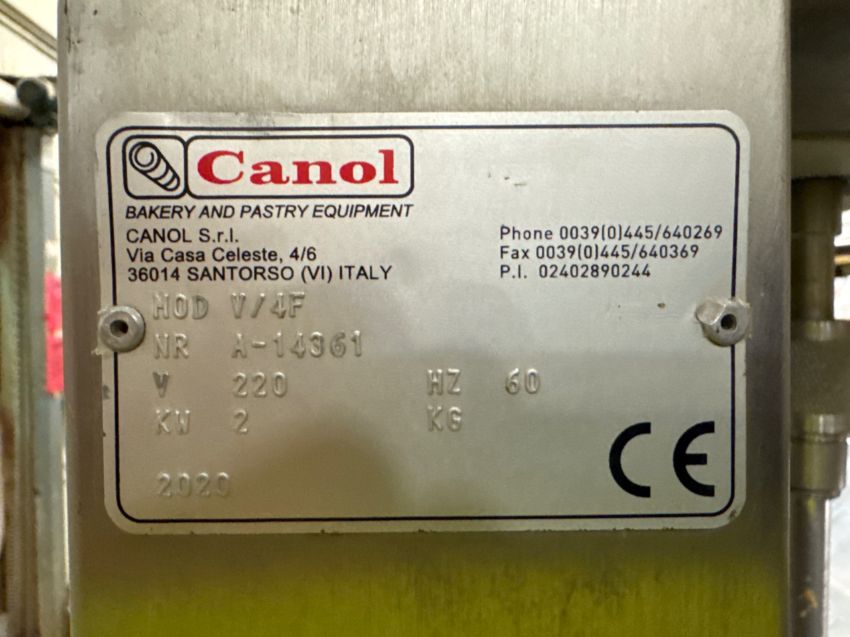 Canol
BAKERY AND PASTRY EQUIPMENT
CANOL S.r.l.
Via Casa Celeste, 4/6
36014 SANTORSO (VI) ITALY
Phone 0039(0)445/640269
Fax 0039(0)445/640369
P.I. 02402890244
MOD V/4F
NR A-14361
V 220 HZ 60
KW 2 KG
2020
CE